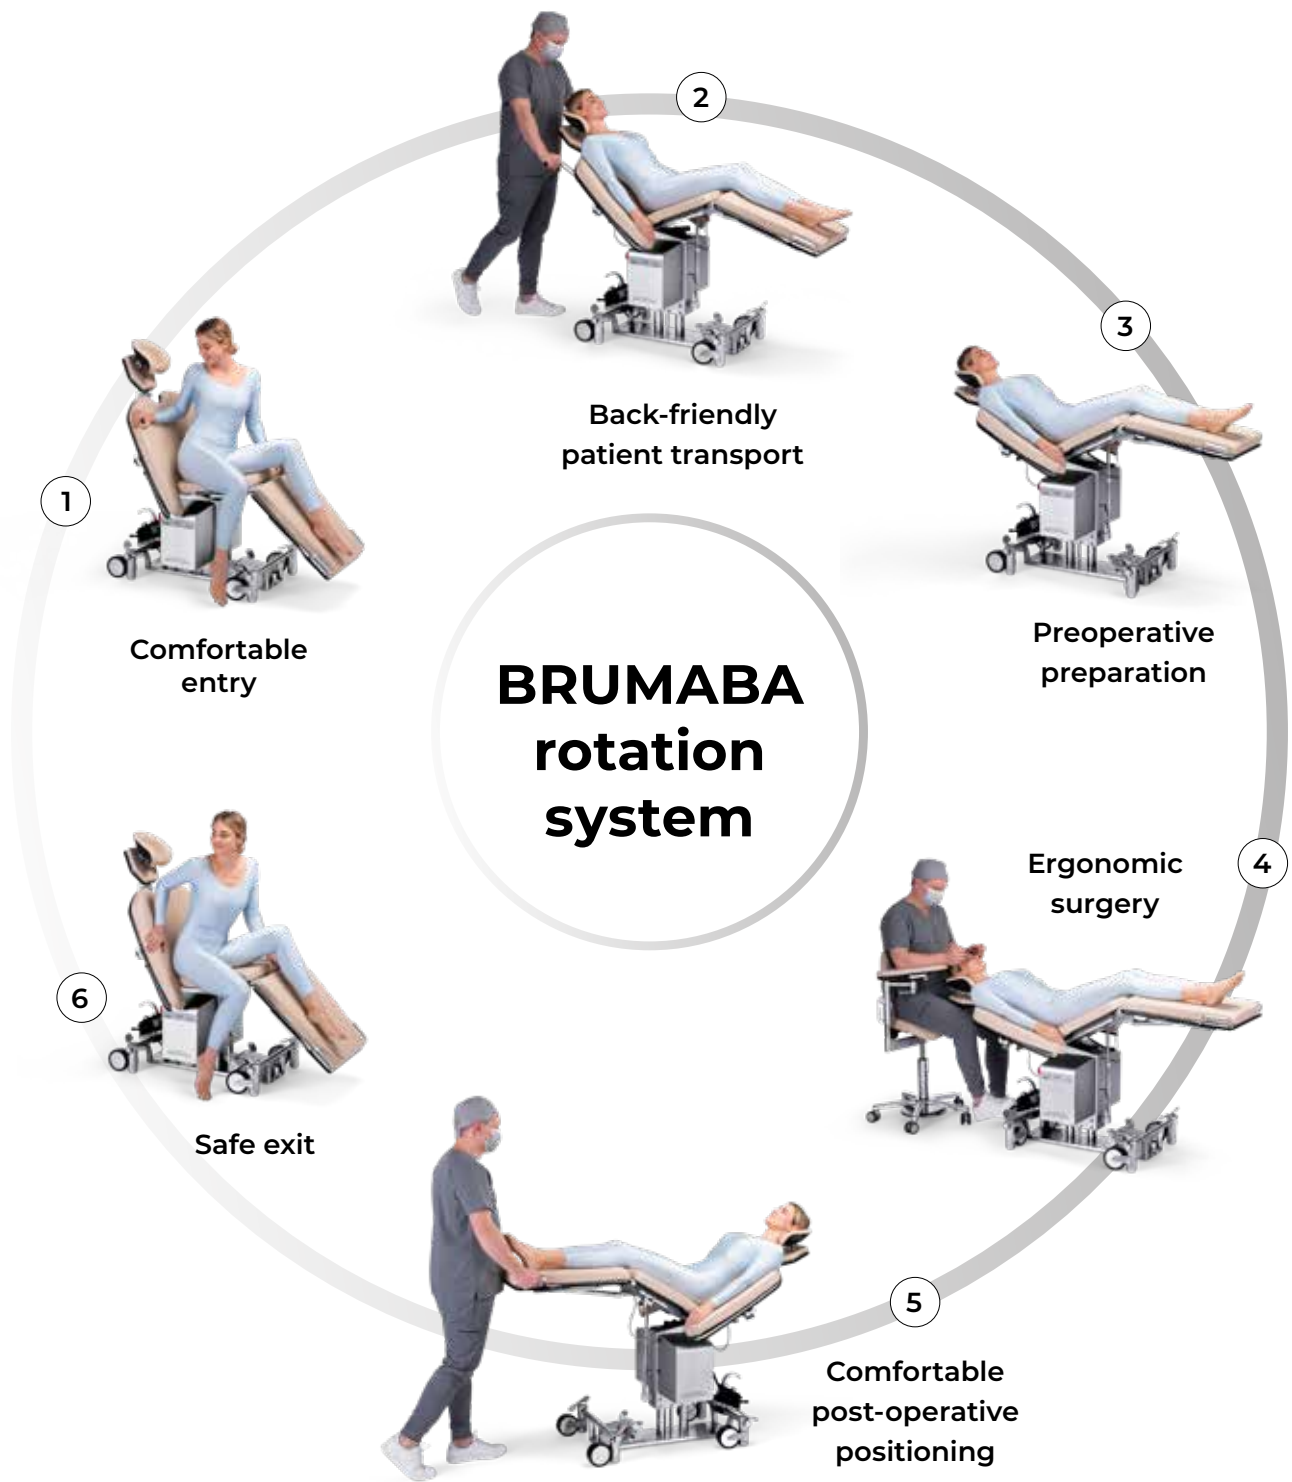 BRUMABA
rotation
system
1
Comfortable
entry
2
Back-friendly
patient transport
3
Preoperative
preparation
4
Ergonomic
surgery
5
Comfortable
post-operative
positioning
6
Safe exit